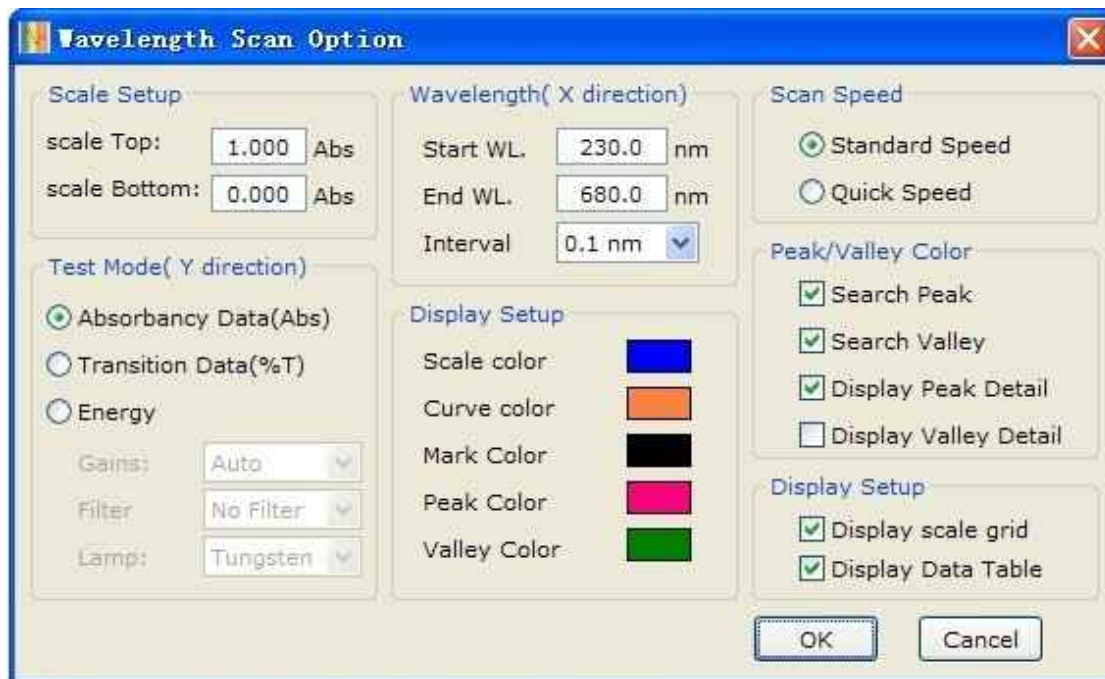 Wavelength Scan Option
Scale Setup
scale Top: 1.000 Abs
scale Bottom: 0.000 Abs
Test Mode( Y direction)
Absorbancy Data(Abs)
Transition Data(%T)
Energy
Gains: Auto
Filter No Filter
Lamp: Tungsten
Wavelength( X direction)
Start WL. 230.0 nm
End WL. 680.0 nm
Interval 0.1 nm
Display Setup
Scale color
Curve color
Mark Color
Peak Color
Valley Color
Scan Speed
Standard Speed
Quick Speed
Peak/Valley Color
Search Peak
Search Valley
Display Peak Detail
Display Valley Detail
Display Setup
Display scale grid
Display Data Table
OK Cancel